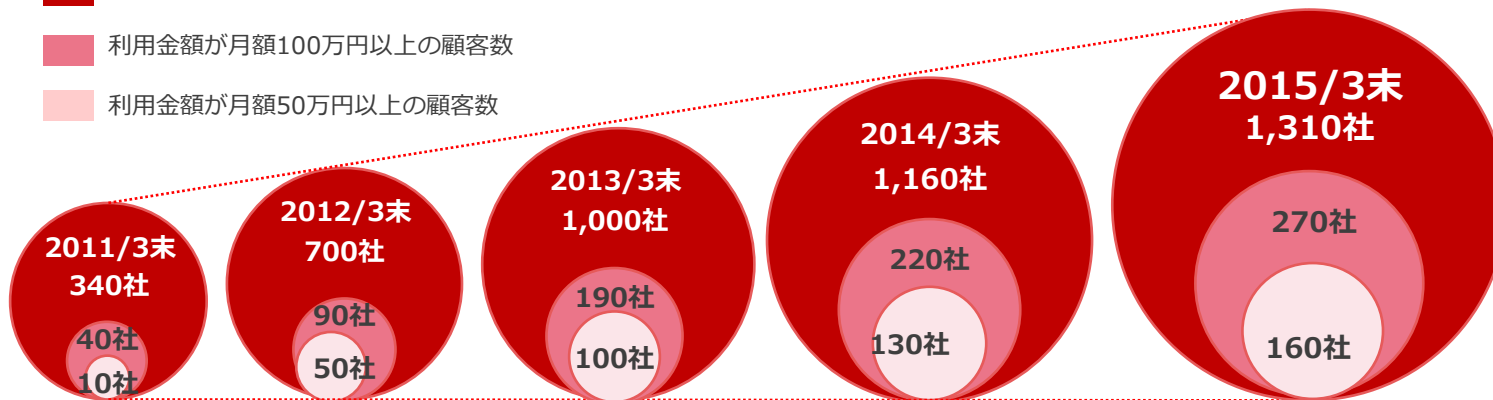 利用金額が月額100万円以上の顧客数
利用金額が月額50万円以上の顧客数
2011/3末
340社
40社
10社
2012/3末
700社
90社
50社
2013/3末
1,000社
190社
100社
2014/3末
1,160社
220社
130社
2015/3末
1,310社
270社
160社